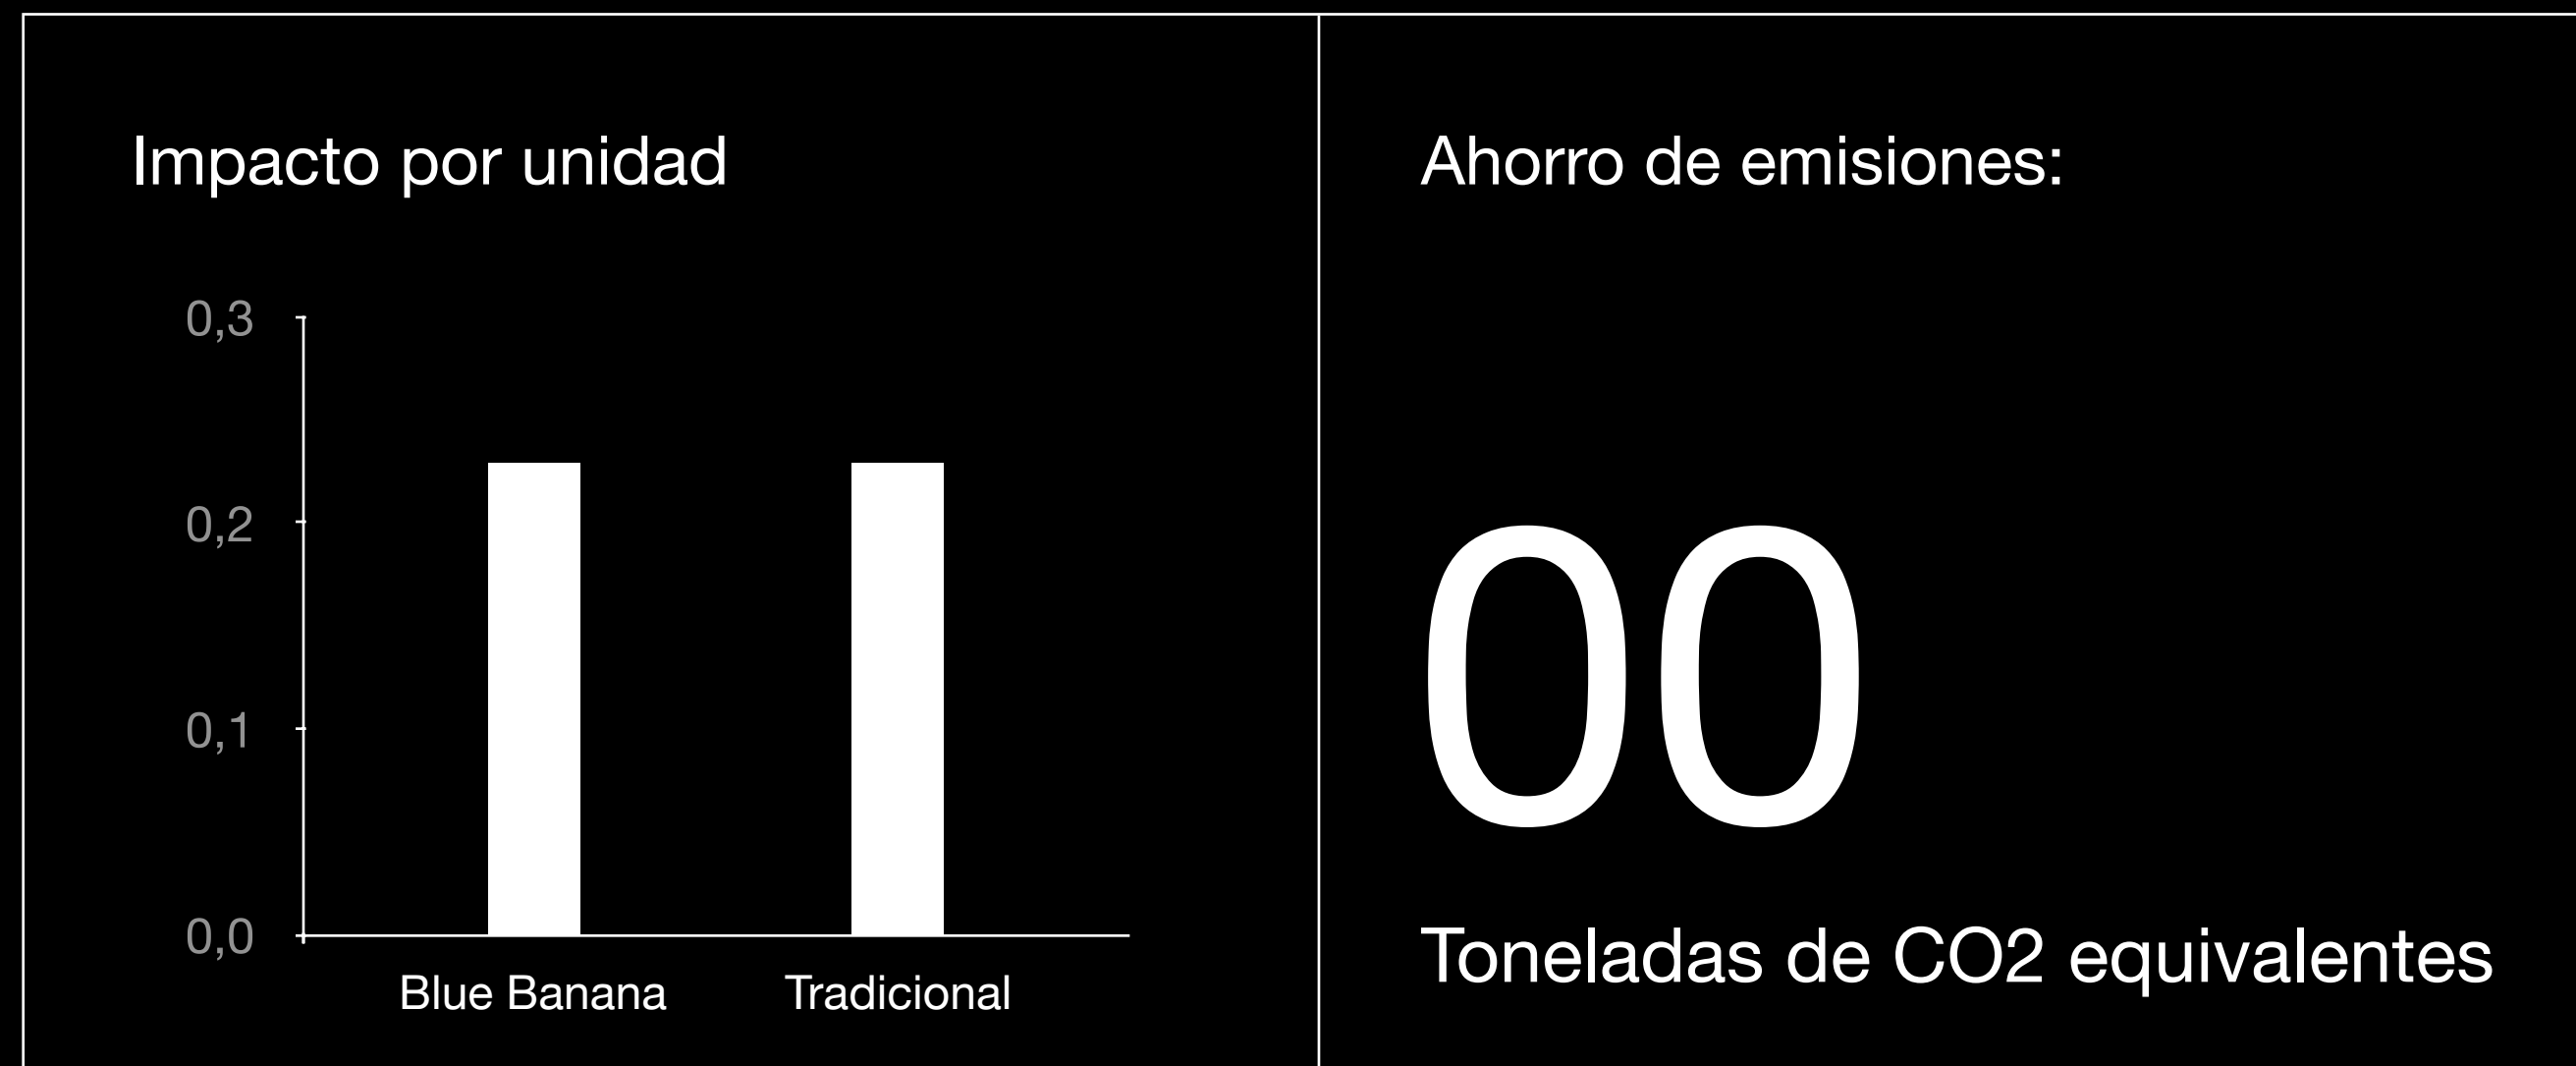 Impacto por unidad
0,3
0,2
0,1
0,0
Blue Banana
Tradicional
Ahorro de emisiones:
00
Toneladas de CO2 equivalentes